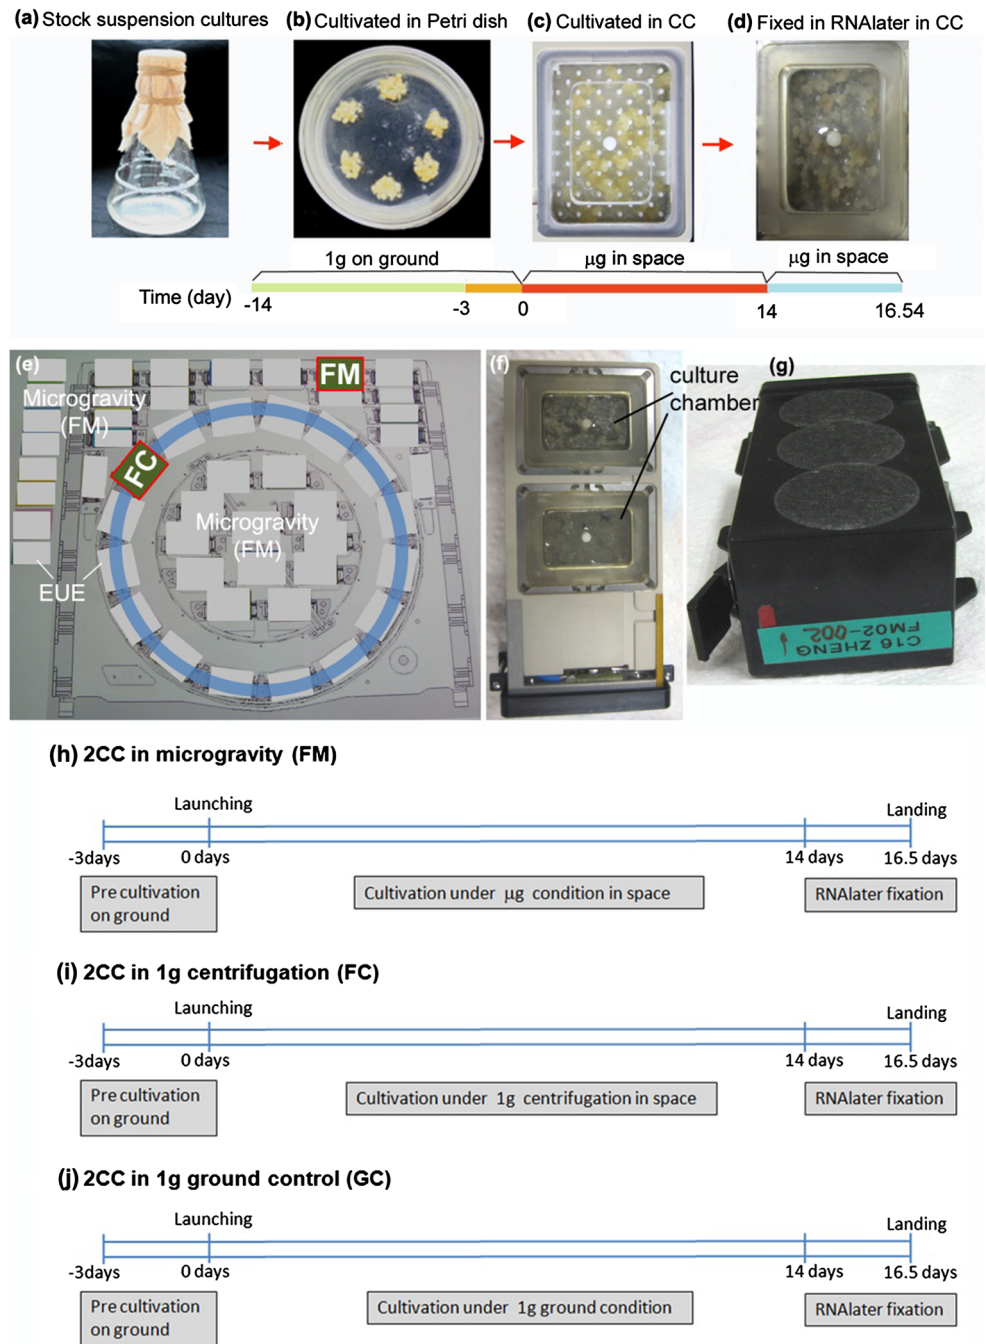 (a) Stock suspension cultures
(b) Cultivated in Petri dish
(c) Cultivated in CC
(d) Fixed in RNAlater in CC
1g on ground
μg in space
μg in space
Time (day)
-14
-3
0
14
16.54
(e)
FM
Microgravity
(FM)
FC
Microgravity
(FM)
EUE
(f)
culture
chamber
(g)
C16 ZHENG
FM02-002
(h) 2CC in microgravity (FM)
Launching
Landing
-3days
0 days
14 days
16.5 days
Pre cultivation
on ground
Cultivation under μg condition in space
RNAlater fixation
(i) 2CC in 1g centrifugation (FC)
Launching
Landing
-3days
0 days
14 days
16.5 days
Pre cultivation
on ground
Cultivation under 1g centrifugation in space
RNAlater fixation
(j) 2CC in 1g ground control (GC)
Launching
Landing
-3days
0 days
14 days
16.5 days
Pre cultivation
on ground
Cultivation under 1g ground condition
RNAlater fixation